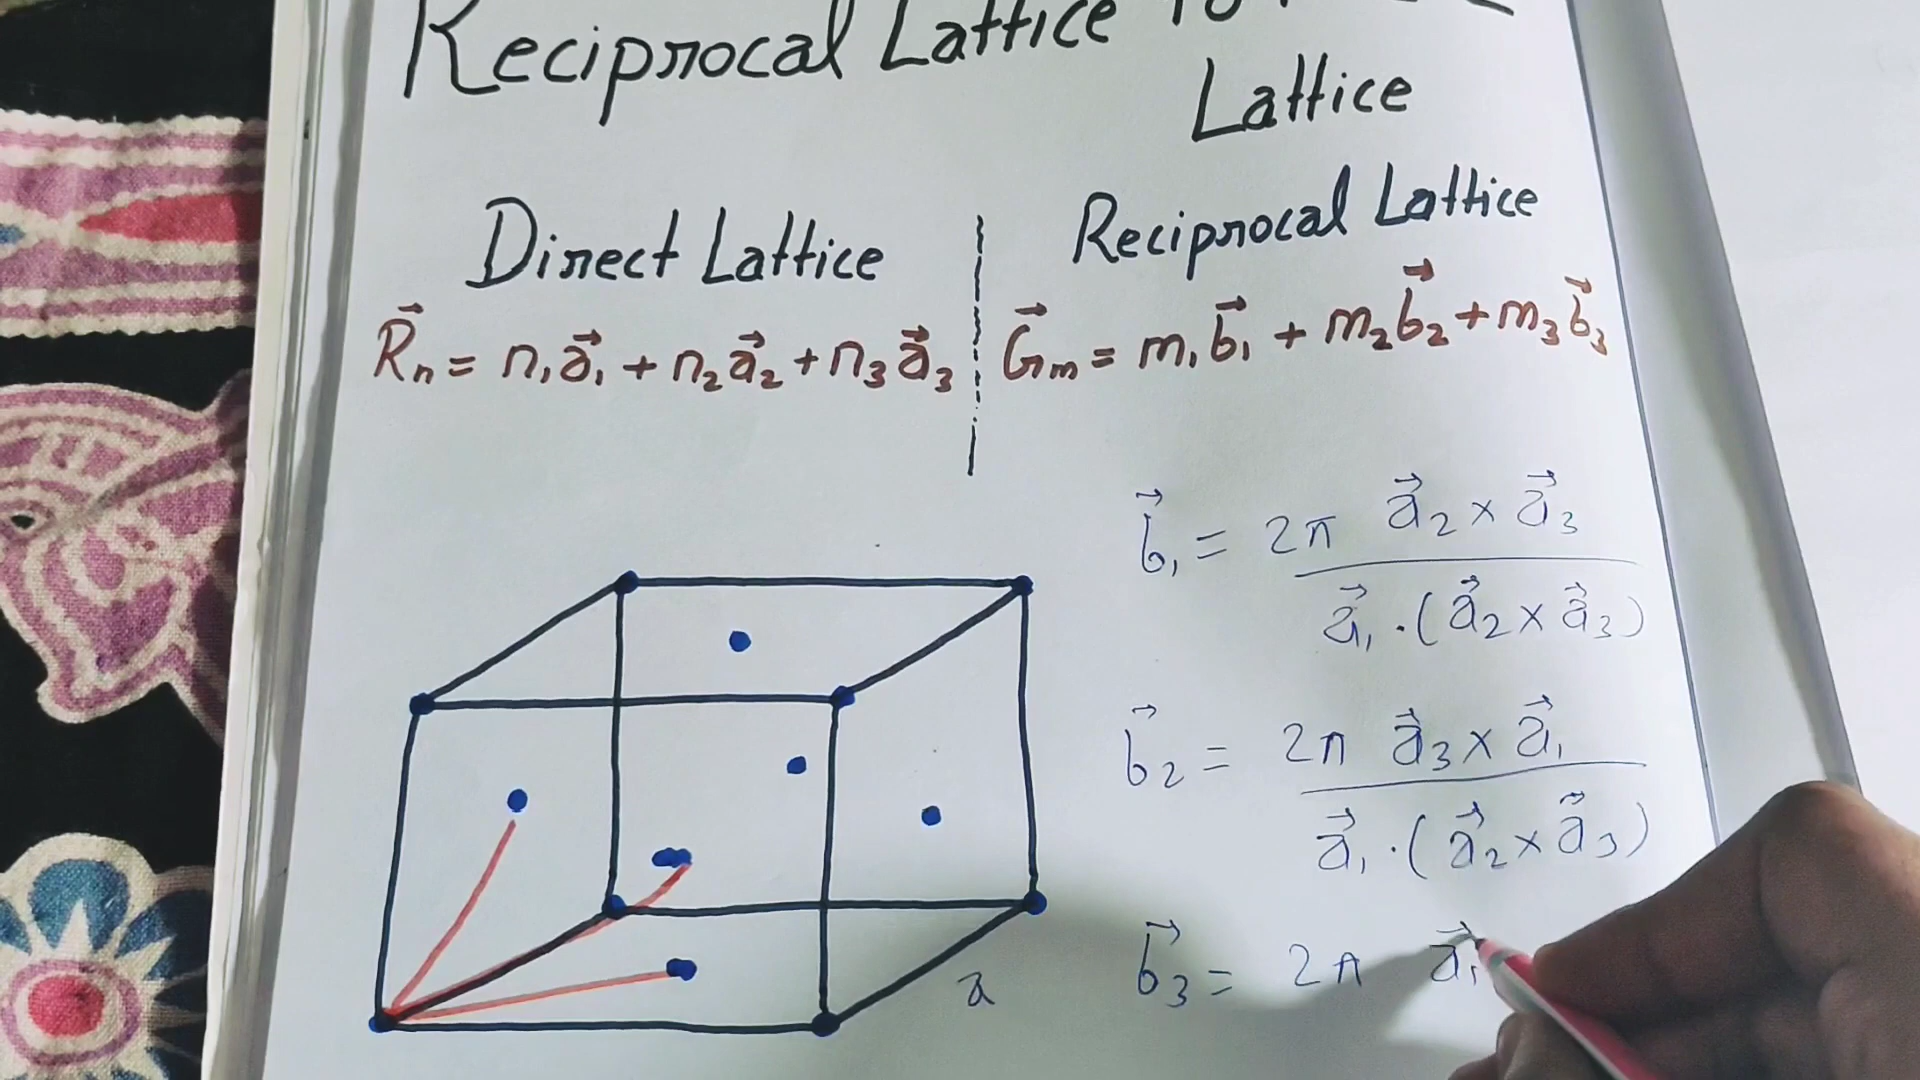 Reciprocal Lattice to
Lattice
Direct Lattice
Reciprocal Lattice
R⃗n = n₁a⃗₁ + n₂a⃗₂ + n₃a⃗₃
G⃗m = m₁b⃗₁ + m₂b⃗₂ + m₃b⃗₃
b⃗₁ = 2π a⃗₂ × a⃗₃
a⃗₁ · (a⃗₂ × a⃗₃)
b⃗₂ = 2π a⃗₃ × a⃗₁
a⃗₁ · (a⃗₂ × a⃗₃)
b⃗₃ = 2π a⃗₁
a